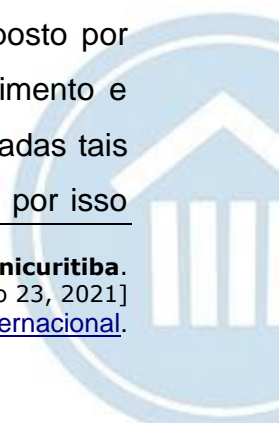 posto por
imento e
adas tais
por isso
nicuritiba.
o 23, 2021]
ernacional.